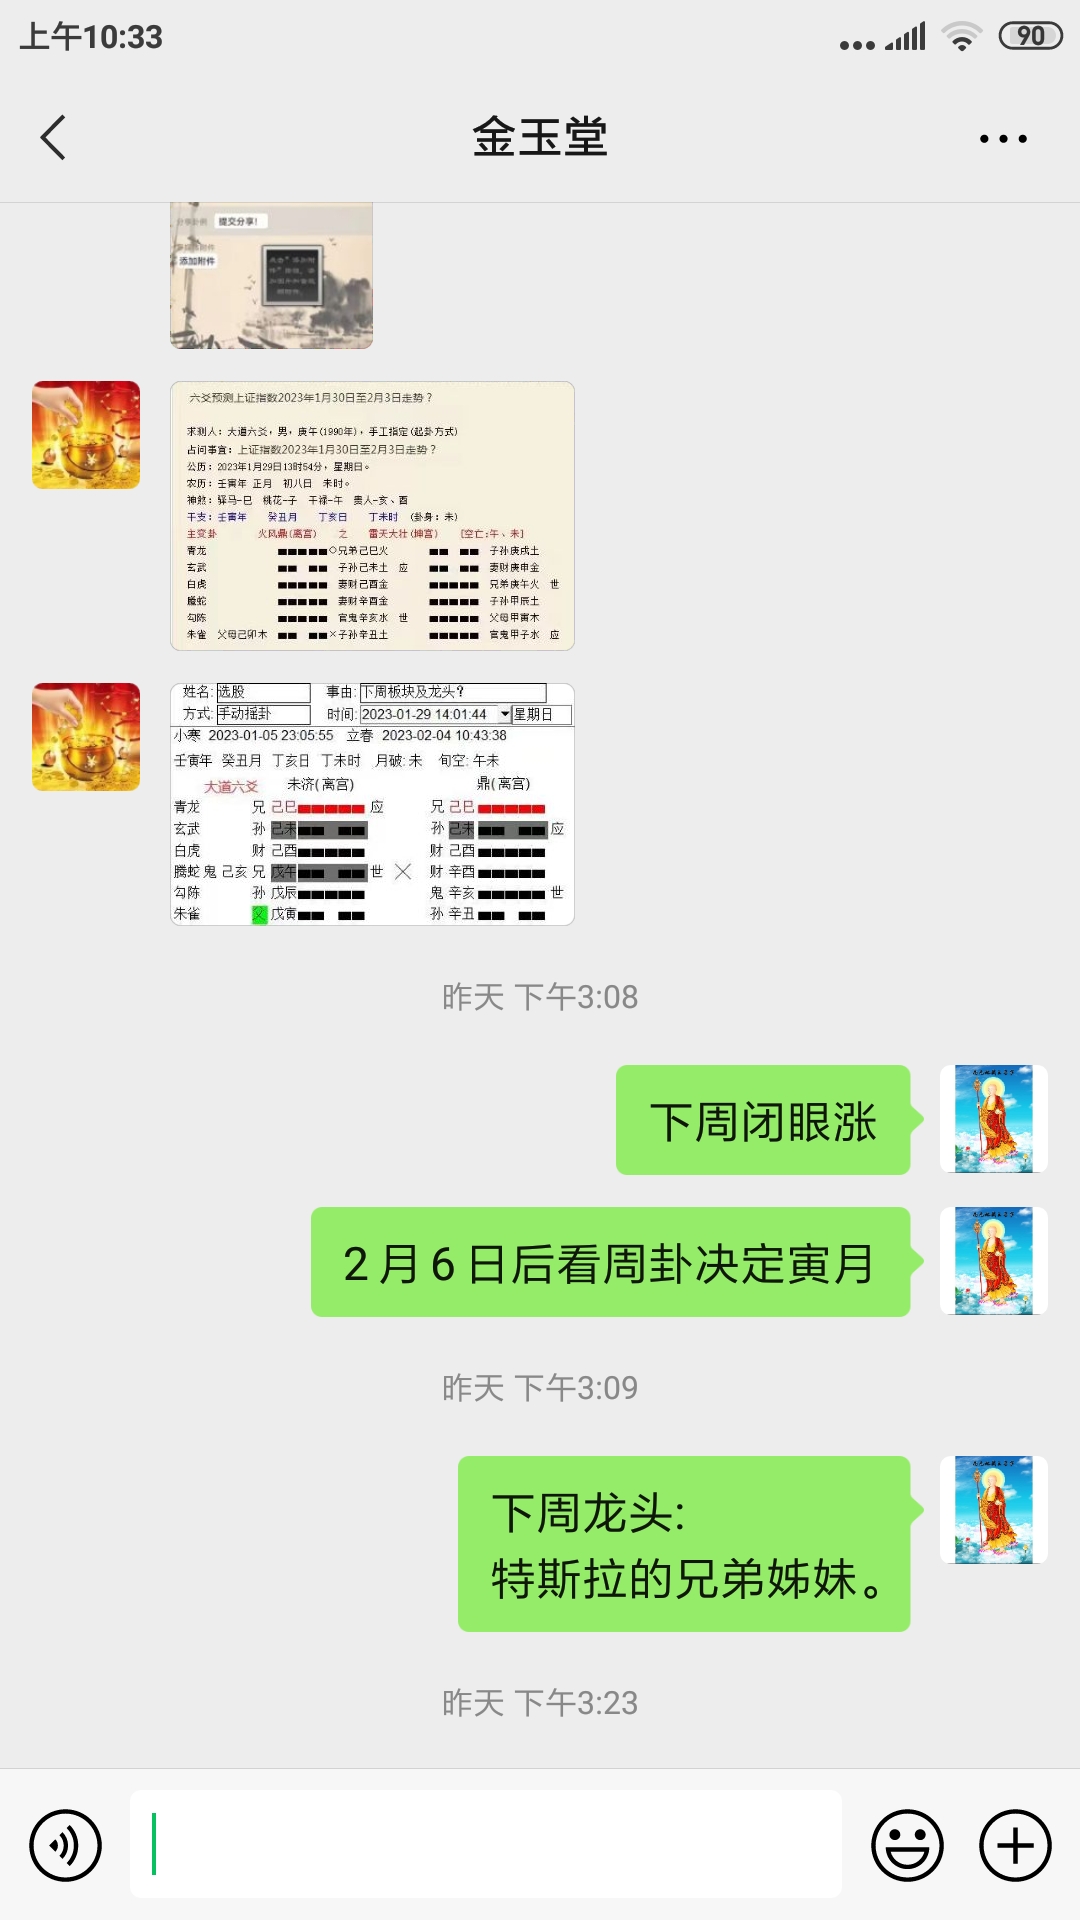 上午10:33
90
金玉堂
提交分享!
添加附件
六爻预测上证指数2023年1月30日至2月3日走势？
求测人：大道六爻，男，庚午(1990年)，手工指定(起卦方式)
占问事宜：上证指数2023年1月30日至2月3日走势？
公历：2023年1月29日13时54分，星期日。
农历：壬寅年 正月 初八日 未时。
神煞：驿马-巳 桃花-子 干禄-午 贵人-亥、酉
干支：壬寅年 癸丑月 丁亥日 丁未时 (卦身：未)
主变卦 火风鼎(离宫) 之 雷天大壮(坤宫) [空亡:午、未]
青龙 ○兄弟己巳火 子孙庚戌土
玄武 子孙己未土 应 妻财庚申金
白虎 妻财己酉金 兄弟庚午火 世
螣蛇 妻财辛酉金 子孙甲辰土
勾陈 官鬼辛亥水 世 父母甲寅木
朱雀 父母己卯木 ×子孙辛丑土 官鬼甲子水 应
姓名: 选股 事由: 下周板块及龙头?
方式: 手动摇卦 时间: 2023-01-29 14:01:44 星期日
小寒 2023-01-05 23:05:55 立春 2023-02-04 10:43:38
壬寅年 癸丑月 丁亥日 丁未时 月破: 未 旬空: 午未
大道六爻 未济(离宫) 鼎(离宫)
青龙 兄 己巳 应 兄 己巳
玄武 孙 己未 孙 己未 应
白虎 财 己酉 财 己酉
腾蛇 鬼 己亥 兄 戊午 世 财 辛酉
勾陈 孙 戊辰 鬼 辛亥 世
朱雀 父 戊寅 孙 辛丑
昨天 下午3:08
下周闭眼涨
2月6日后看周卦决定寅月
昨天 下午3:09
下周龙头:
特斯拉的兄弟姊妹。
昨天 下午3:23